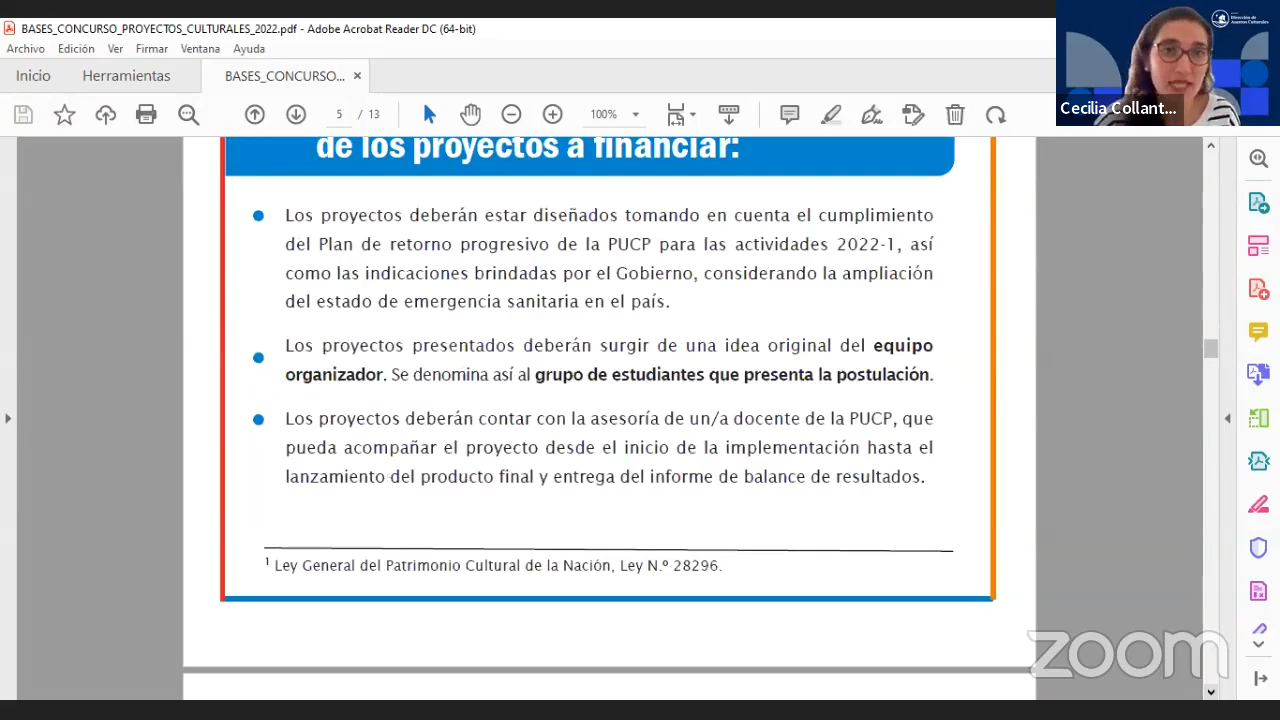 BASES_CONCURSO_PROYECTOS_CULTURALES_2022.pdf - Adobe Acrobat Reader DC (64-bit)
Archivo Edición Ver Firmar Ventana Ayuda
Inicio Herramientas BASES_CONCURSO... ×
5 / 13 100%
Dirección de
Asuntos Culturales
Cecilia Collant...
de los proyectos a financiar:
Los proyectos deberán estar diseñados tomando en cuenta el cumplimiento
del Plan de retorno progresivo de la PUCP para las actividades 2022-1, así
como las indicaciones brindadas por el Gobierno, considerando la ampliación
del estado de emergencia sanitaria en el país.
Los proyectos presentados deberán surgir de una idea original del equipo
organizador. Se denomina así al grupo de estudiantes que presenta la postulación.
Los proyectos deberán contar con la asesoría de un/a docente de la PUCP, que
pueda acompañar el proyecto desde el inicio de la implementación hasta el
lanzamiento del producto final y entrega del informe de balance de resultados.
1 Ley General del Patrimonio Cultural de la Nación, Ley N.º 28296.
zoom